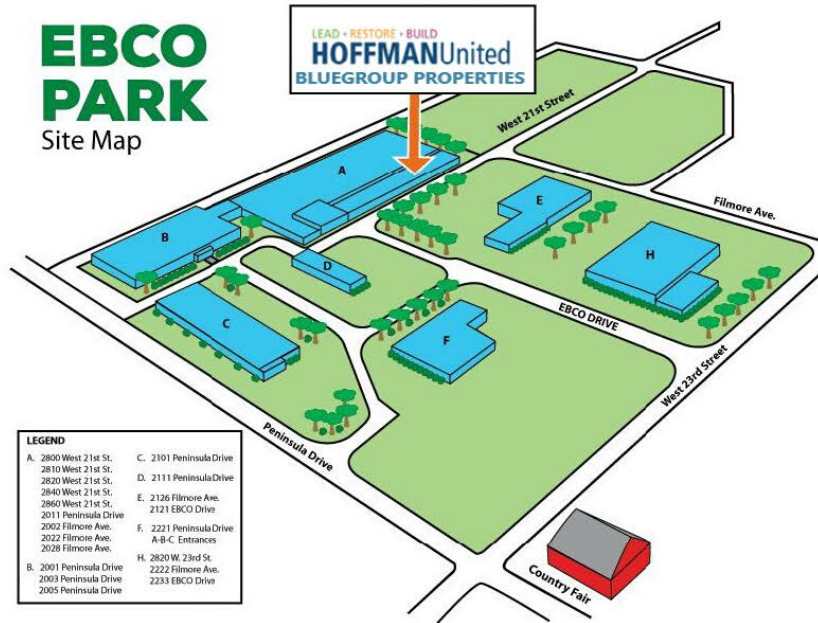 EBCO
PARK
Site Map
LEAD • RESTORE • BUILD
HOFFMANUnited
BLUEGROUP PROPERTIES
West 21st Street
A
B
E
Filmore Ave.
H
D
C
F
EBCO DRIVE
West 23rd Street
Peninsula Drive
Country Fair
LEGEND
A. 2800 West 21st St.
2810 West 21st St.
2820 West 21st St.
2840 West 21st St.
2860 West 21st St.
2011 Peninsula Drive
2002 Filmore Ave.
2022 Filmore Ave.
2028 Filmore Ave.
B. 2001 Peninsula Drive
2003 Peninsula Drive
2005 Peninsula Drive
C. 2101 Peninsula Drive
D. 2111 Peninsula Drive
E. 2126 Filmore Ave.
2121 EBCO Drive
F. 2221 Peninsula Drive
A-B-C Entrances
H. 2820 W. 23rd St.
2222 Filmore Ave.
2233 EBCO Drive